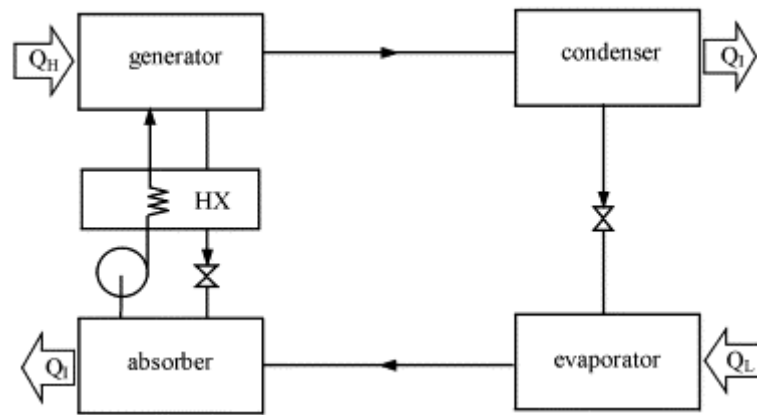 Q_H
generator
condenser
Q_I
HX
Q_I
absorber
evaporator
Q_L